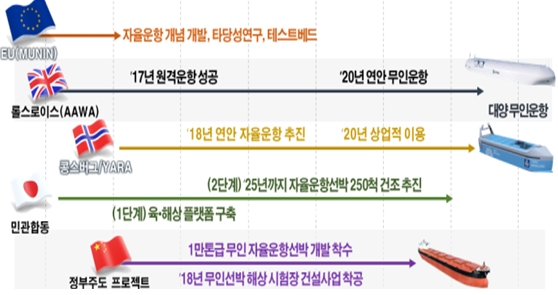 자율운항 개념 개발, 타당성연구, 테스트베드
EU(MUNIN)
'17년 원격운항 성공
'20년 연안 무인운항
롤스로이스(AAWA)
대양 무인운항
'18년 연안 자율운항 추진
'20년 상업적 이용
콩스버그/YARA
(2단계) '25년까지 자율운항선박 250척 건조 추진
(1단계) 육·해상 플랫폼 구축
민관합동
1만톤급 무인 자율운항선박 개발 착수
'18년 무인선박 해상 시험장 건설사업 착공
정부주도 프로젝트